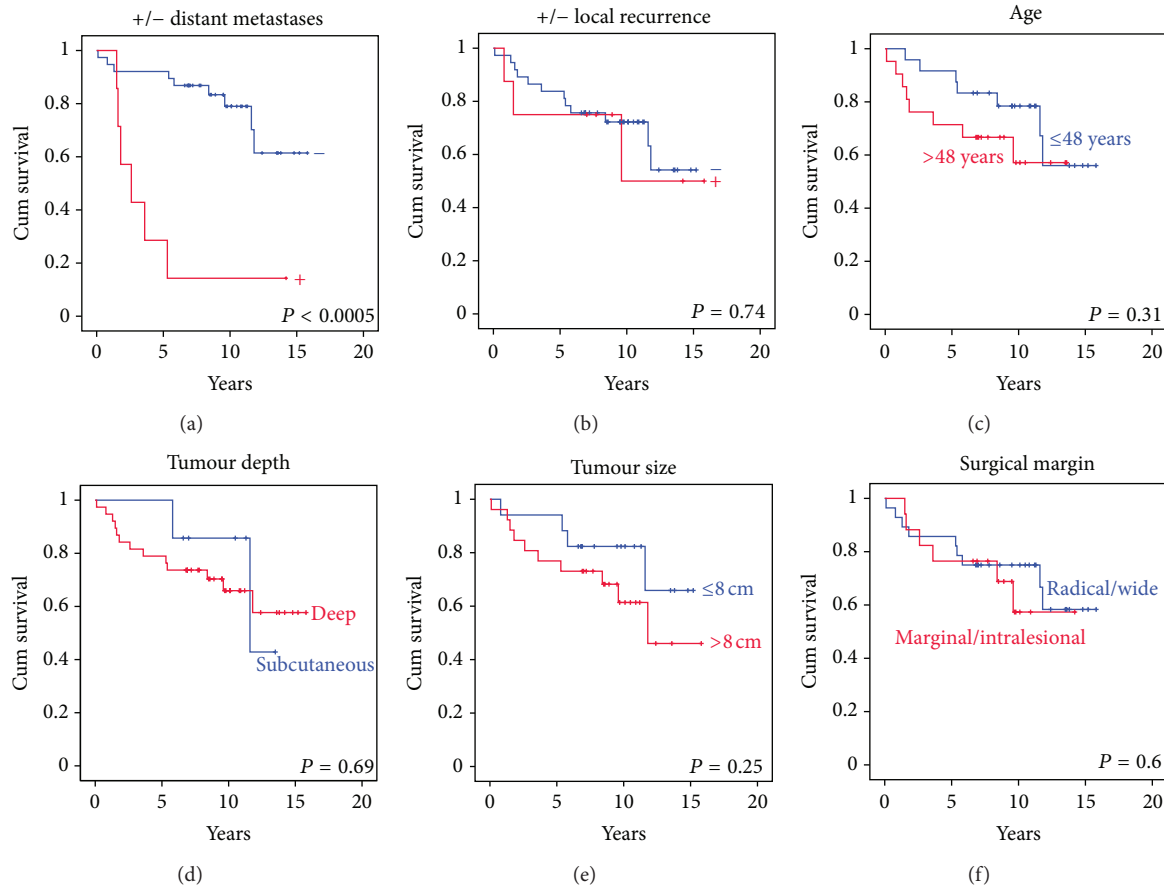 +/− distant metastases
1
0.8
0.6
0.4
0.2
0
Cum survival
−
+
P < 0.0005
0 5 10 15 20
Years
(a)
+/− local recurrence
1
0.8
0.6
0.4
0.2
0
Cum survival
−
+
P = 0.74
0 5 10 15 20
Years
(b)
Age
1
0.8
0.6
0.4
0.2
0
Cum survival
≤48 years
>48 years
P = 0.31
0 5 10 15 20
Years
(c)
Tumour depth
1
0.8
0.6
0.4
0.2
0
Cum survival
Deep
Subcutaneous
P = 0.69
0 5 10 15 20
Years
(d)
Tumour size
1
0.8
0.6
0.4
0.2
0
Cum survival
≤8 cm
>8 cm
P = 0.25
0 5 10 15 20
Years
(e)
Surgical margin
1
0.8
0.6
0.4
0.2
0
Cum survival
Radical/wide
Marginal/intralesional
P = 0.6
0 5 10 15 20
Years
(f)